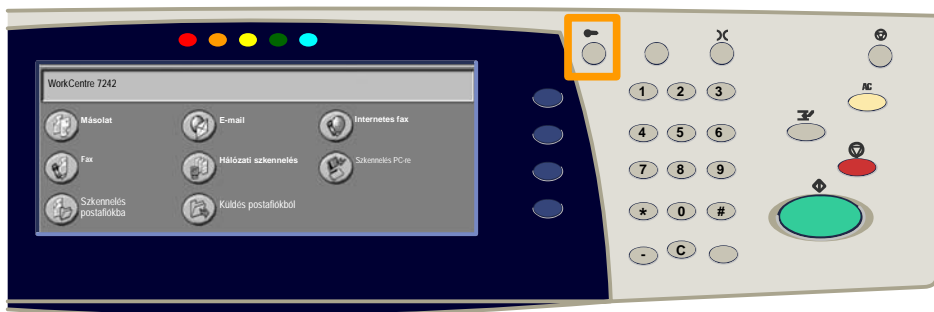 WorkCentre 7242
Másolat
E-mail
Internetes fax
Fax
Hálózati szkennelés
Szkennelés PC-re
Szkennelés
postafiókba
Küldés postafiókból
AC
1 2 3
4 5 6
7 8 9
* 0 #
- C